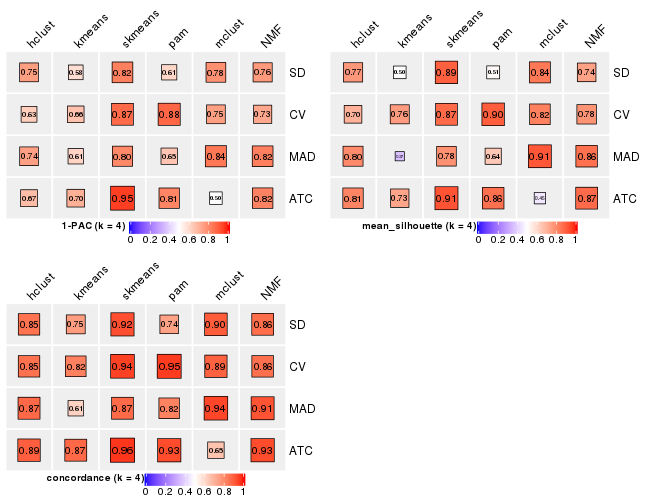 hclust kmeans skmeans pam mclust NMF
0.75 0.58 0.82 0.61 0.78 0.76 SD
0.63 0.66 0.87 0.88 0.75 0.73 CV
0.74 0.61 0.80 0.65 0.84 0.82 MAD
0.67 0.70 0.95 0.81 0.50 0.82 ATC
1-PAC (k = 4)
0 0.2 0.4 0.6 0.8 1
hclust kmeans skmeans pam mclust NMF
0.77 0.50 0.89 0.51 0.84 0.74 SD
0.70 0.76 0.87 0.90 0.82 0.78 CV
0.80 0.78 0.64 0.91 0.86 MAD
0.81 0.73 0.91 0.86 0.45 0.87 ATC
mean_silhouette (k = 4)
0 0.2 0.4 0.6 0.8 1
hclust kmeans skmeans pam mclust NMF
0.85 0.75 0.92 0.74 0.90 0.86 SD
0.85 0.82 0.94 0.95 0.89 0.86 CV
0.87 0.61 0.87 0.82 0.94 0.91 MAD
0.89 0.87 0.96 0.93 0.65 0.93 ATC
concordance (k = 4)
0 0.2 0.4 0.6 0.8 1